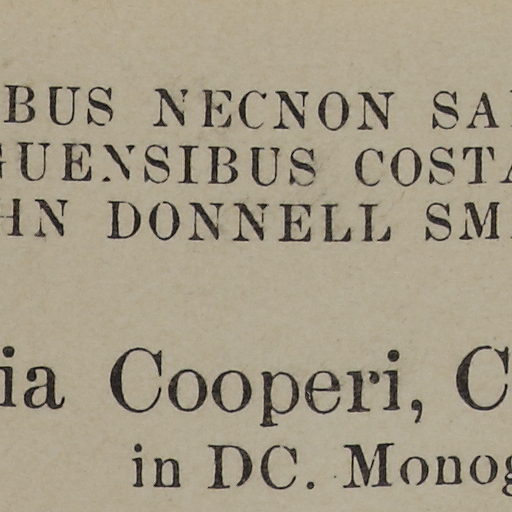 BUS NECNON SA
GUENSIBUS COSTA
HN DONNELL SM
ia Cooperi, C
in DC. Monog